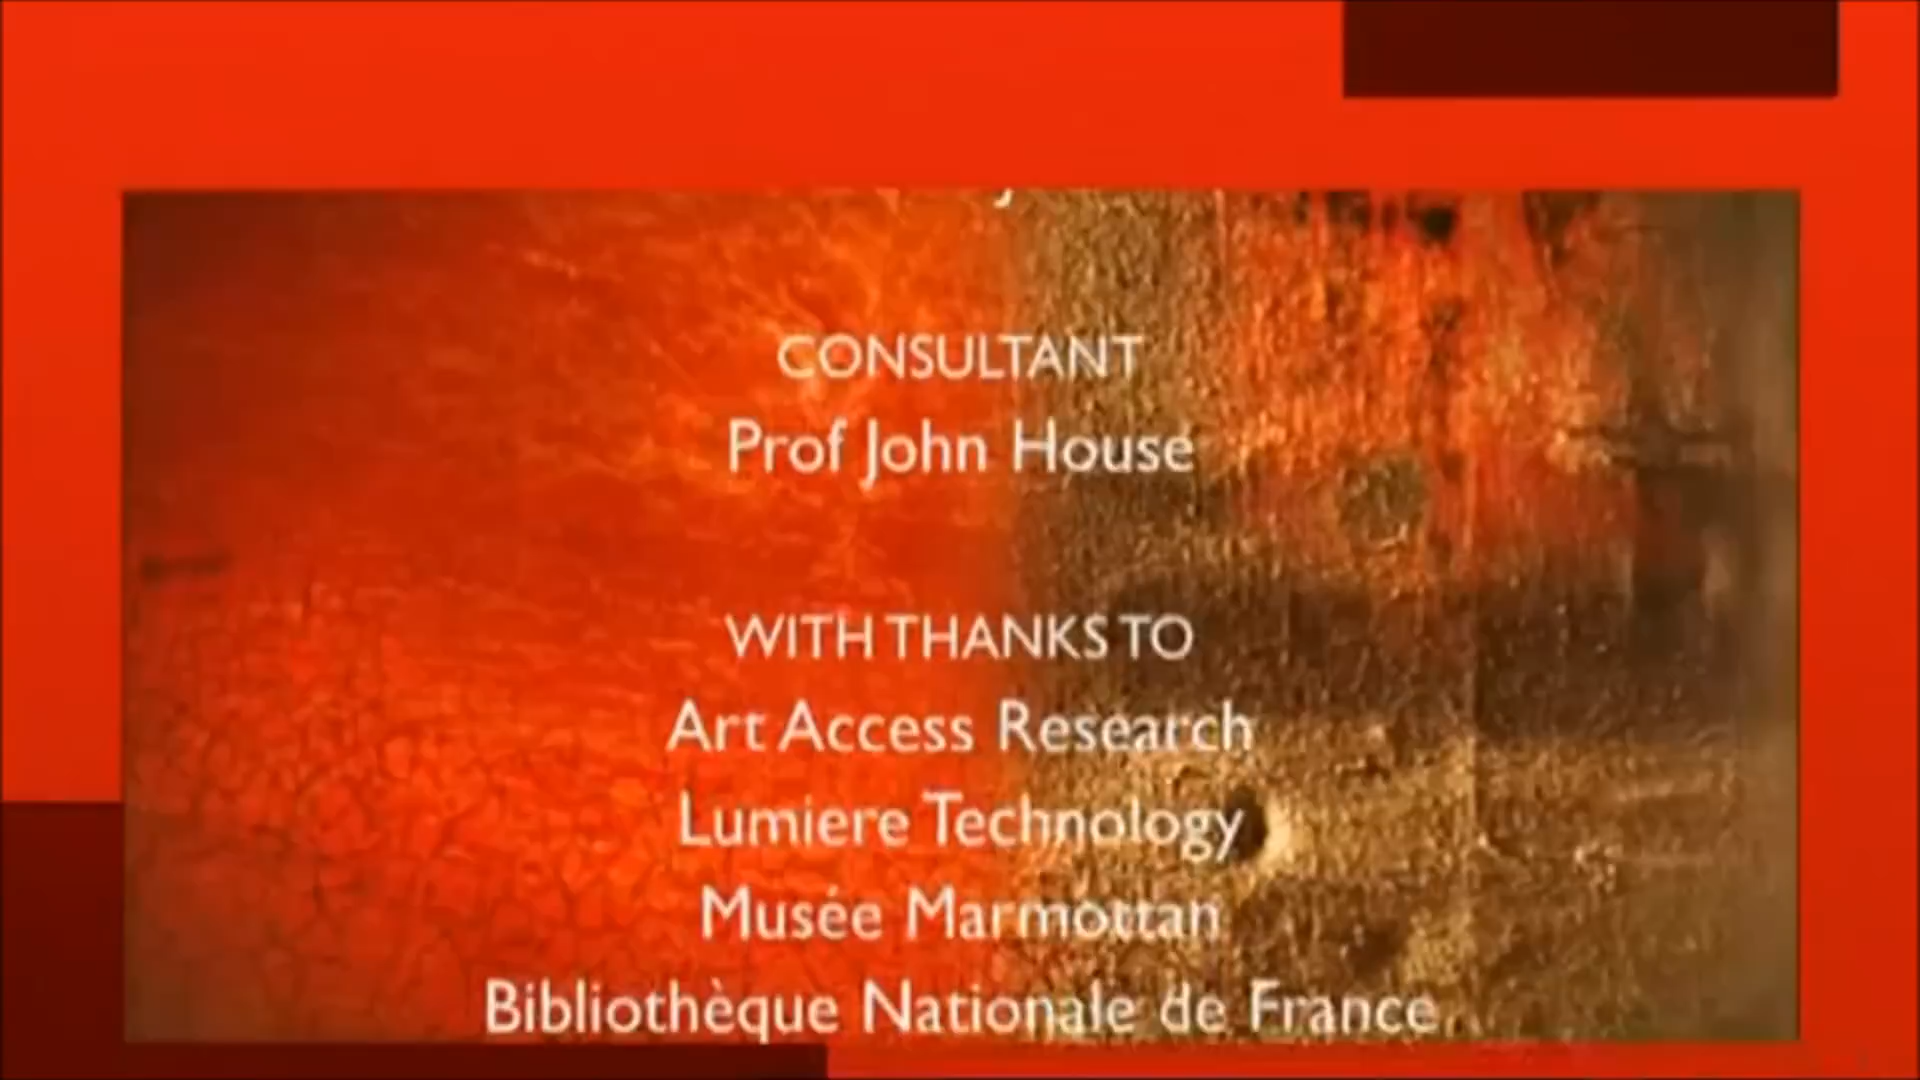 CONSULTANT
Prof John House
WITH THANKS TO
Art Access Research
Lumiere Technology
Musée Marmottan
Bibliothèque Nationale de France